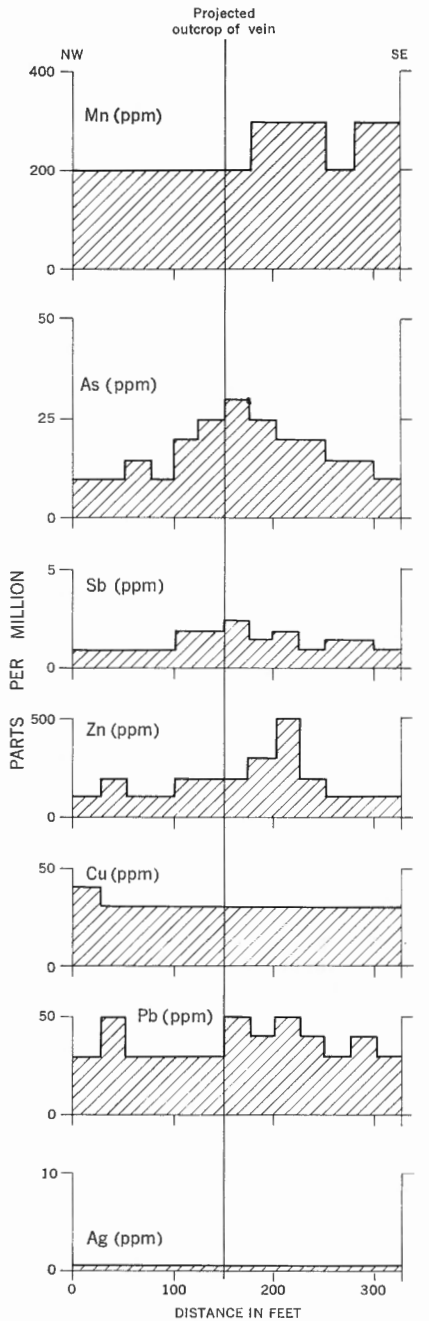 Projected
outcrop of vein
NW SE
400
Mn (ppm)
200
0
50
As (ppm)
25
0
5
Sb (ppm)
0
PARTS PER MILLION
500
Zn (ppm)
0
50
Cu (ppm)
0
50
Pb (ppm)
0
10
Ag (ppm)
0
0 100 200 300
DISTANCE IN FEET